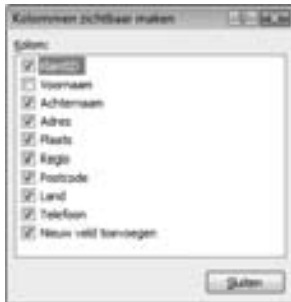 Kolommen zichtbaar maken
Kolom:
Voornaam
Achternaam
Adres
Plaats
Regio
Postcode
Land
Telefoon
Nieuw veld toevoegen
Sluiten